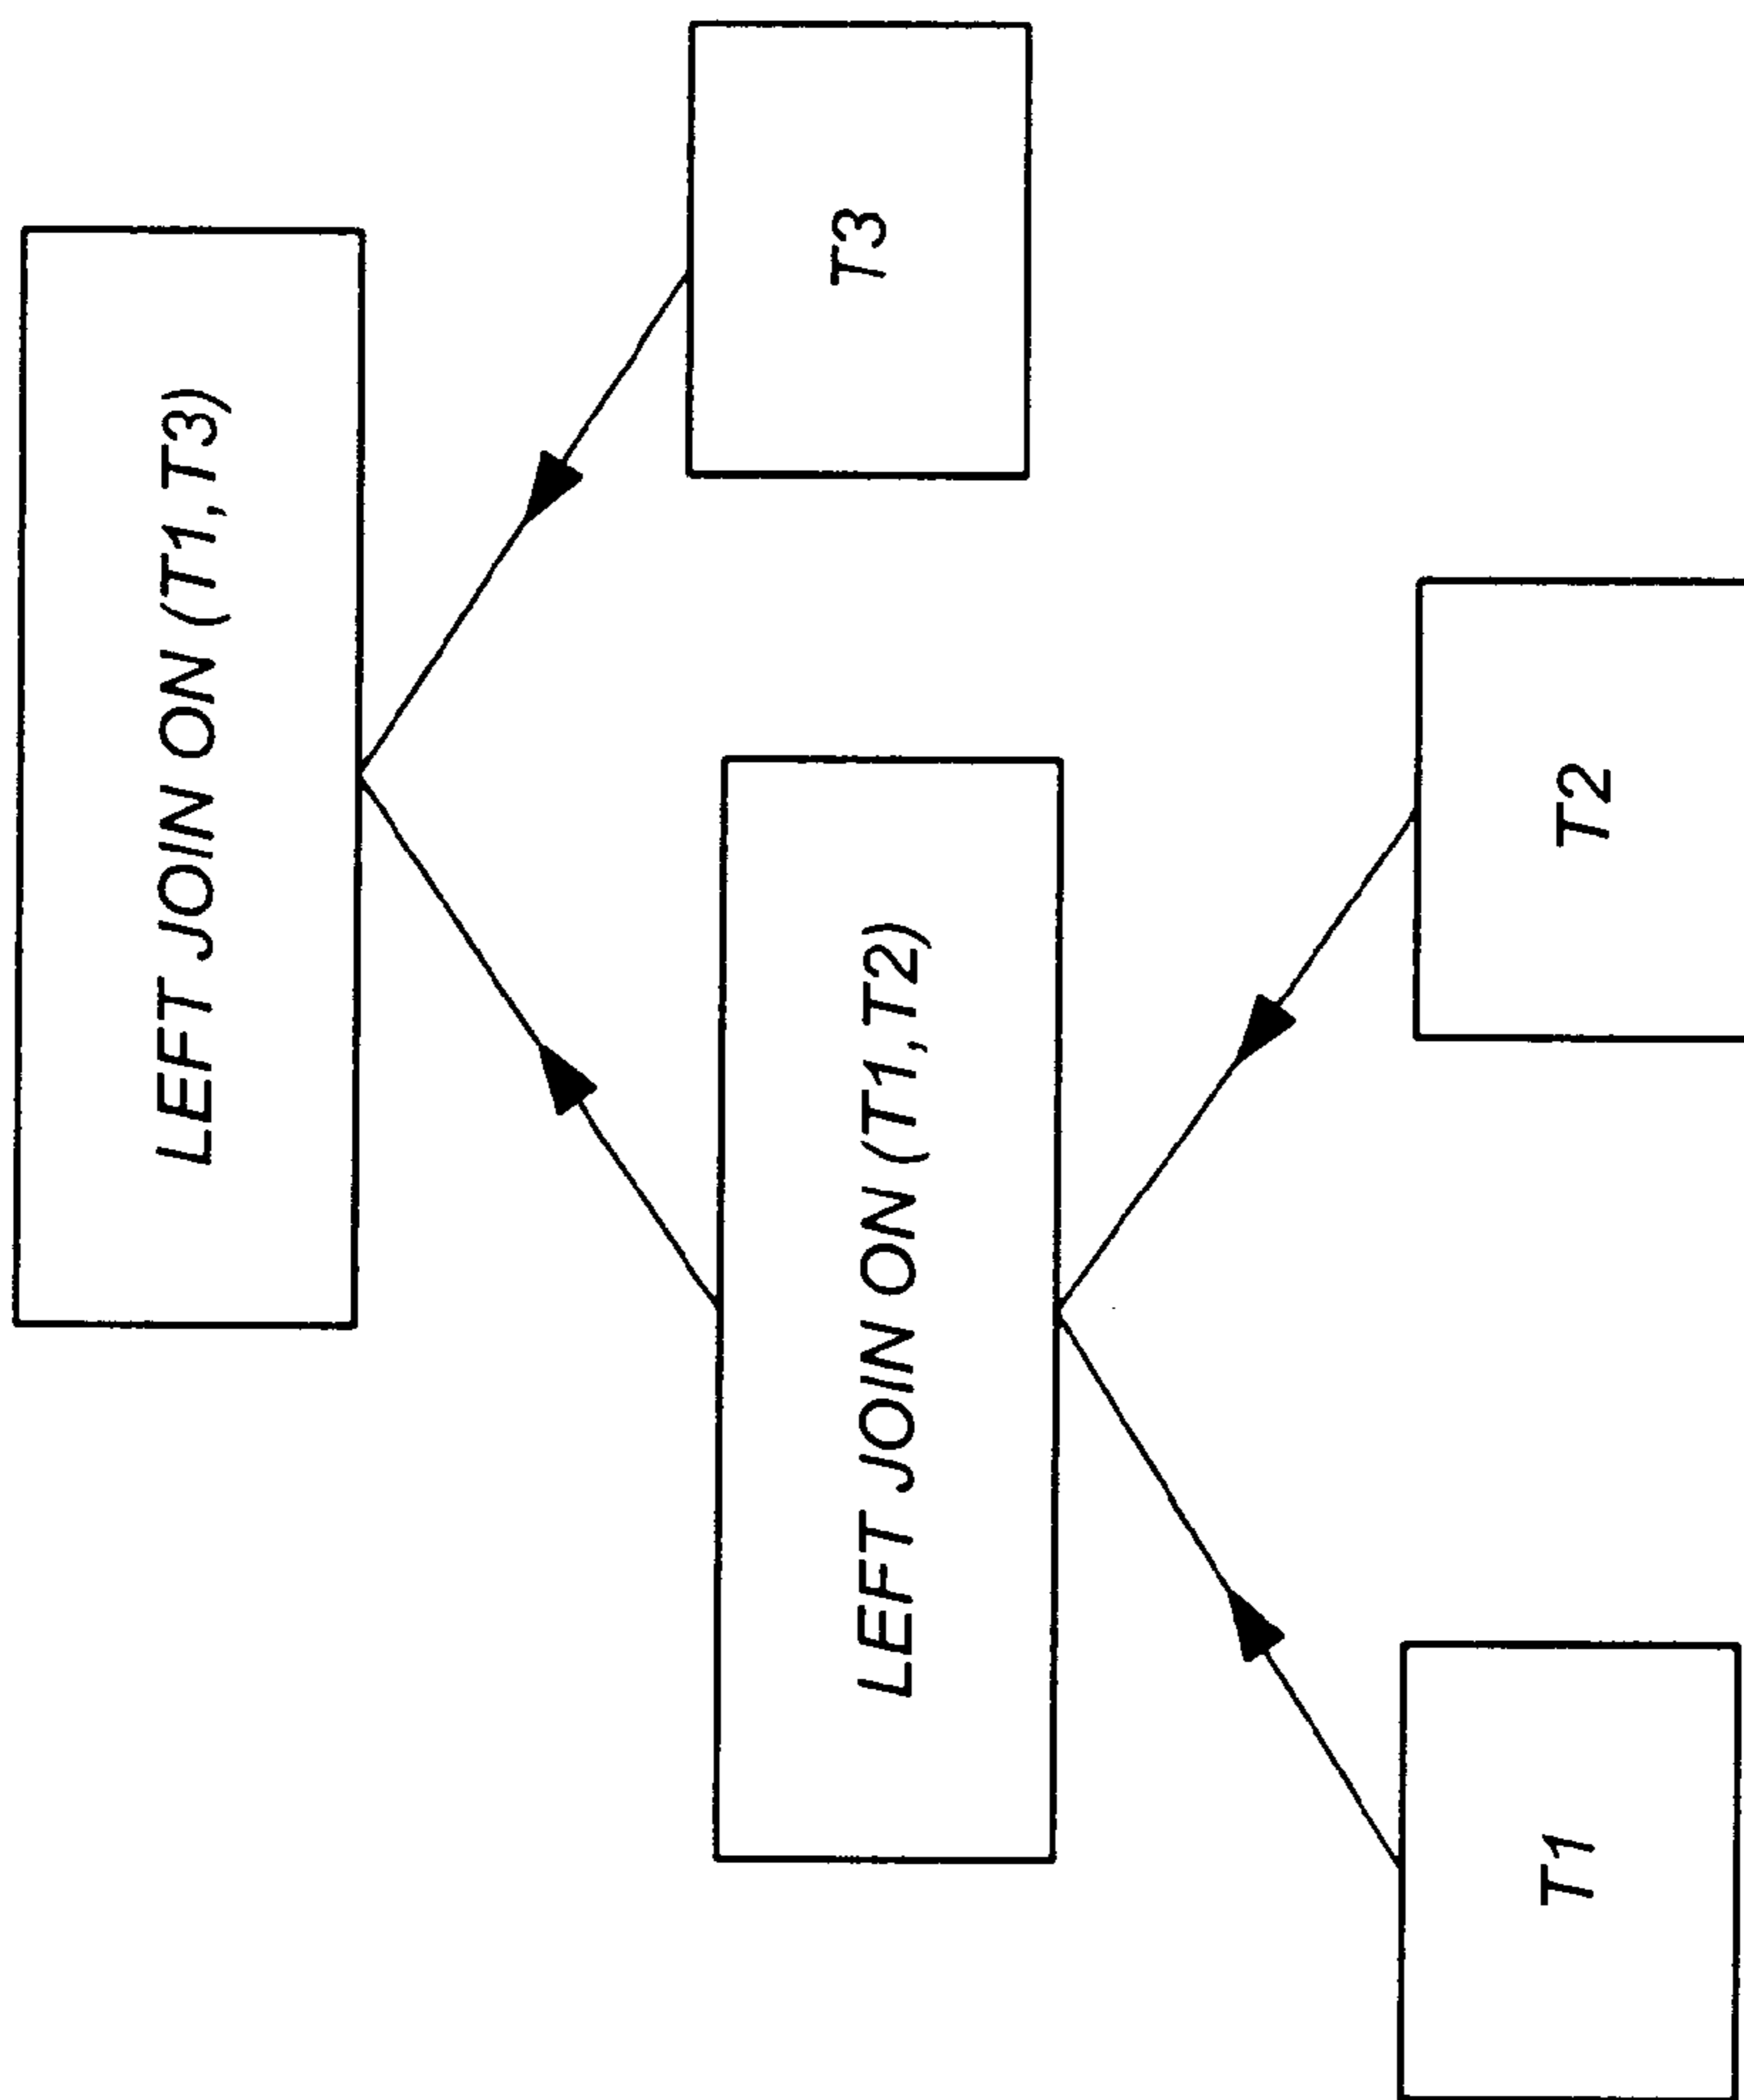 LEFT JOIN ON (T1,T3)
LEFT JOIN ON (T1,T2)
T3
T1
T2